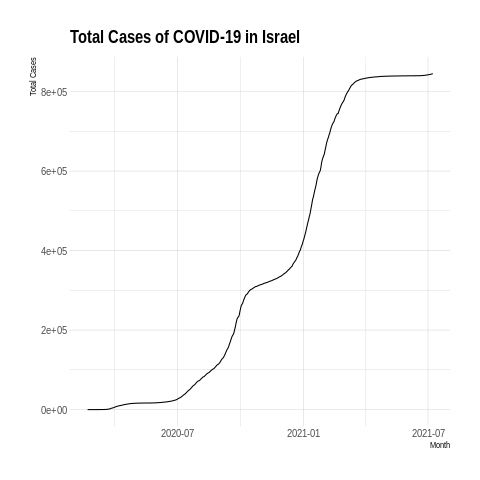 Total Cases of COVID-19 in Israel
Total Cases
8e+05
6e+05
4e+05
2e+05
0e+00
2020-07
2021-01
2021-07
Month